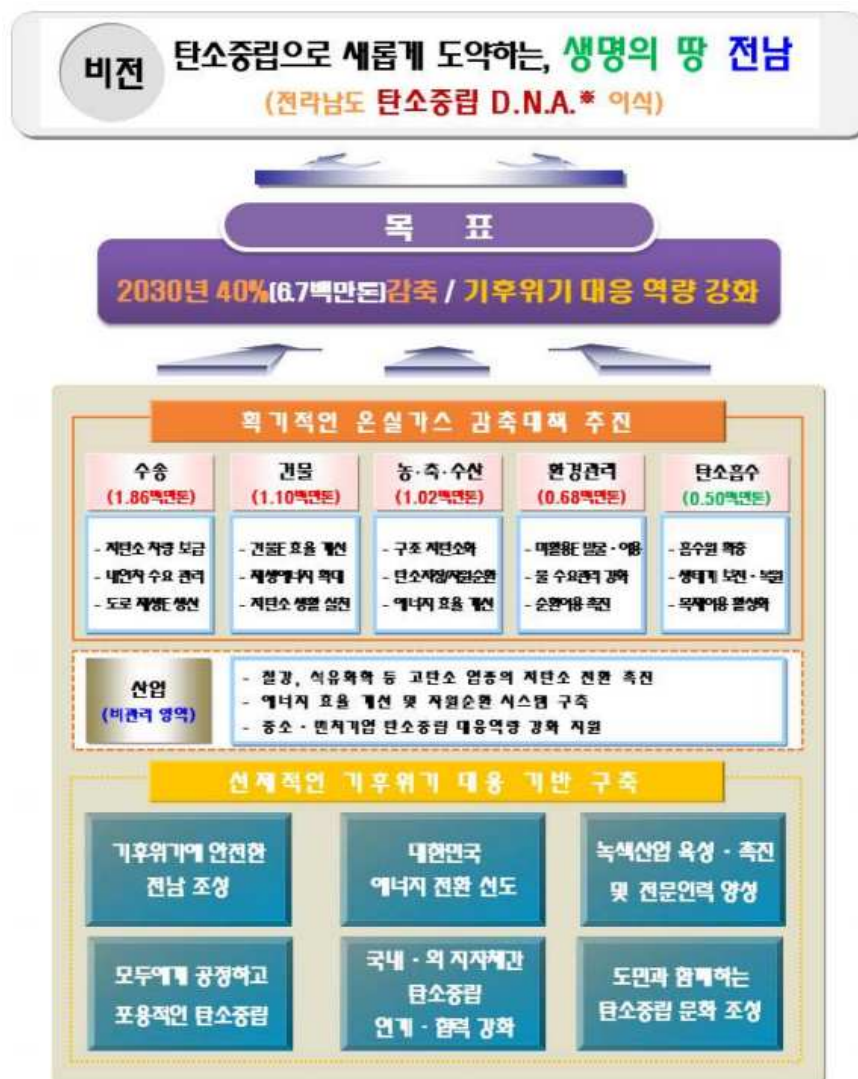 비전
탄소중립으로 새롭게 도약하는, 생명의 땅 전남
(전라남도 탄소중립 D.N.A.* 이식)
목 표
2030년 40%(6.7백만톤)감축 / 기후위기 대응 역량 강화
획기적인 온실가스 감축대책 추진
수송
(1.86백만톤)
- 저탄소 차량 보급
- 내연차 수요 관리
- 도로 재생E 생산
건물
(1.10백만톤)
- 건물E 효율 개선
- 재생에너지 확대
- 저탄소 생활 실천
농·축·수산
(1.02백만톤)
- 구조 저탄소화
- 탄소저장/자원순환
- 에너지 효율 개선
환경관리
(0.68백만톤)
- 미활용E 발굴·이용
- 물 수요관리 강화
- 순환이용 촉진
탄소흡수
(0.50백만톤)
- 흡수원 확충
- 생태계 보전·복원
- 목재이용 활성화
산업
(비관리 영역)
- 철강, 석유화학 등 고탄소 업종의 저탄소 전환 촉진
- 에너지 효율 개선 및 자원순환 시스템 구축
- 중소·벤처기업 탄소중립 대응역량 강화 지원
선제적인 기후위기 대응 기반 구축
기후위기에 안전한
전남 조성
대한민국
에너지 전환 선도
녹색산업 육성·촉진
및 전문인력 양성
모두에게 공정하고
포용적인 탄소중립
국내·외 지자체간
탄소중립
연계·협력 강화
도민과 함께하는
탄소중립 문화 조성